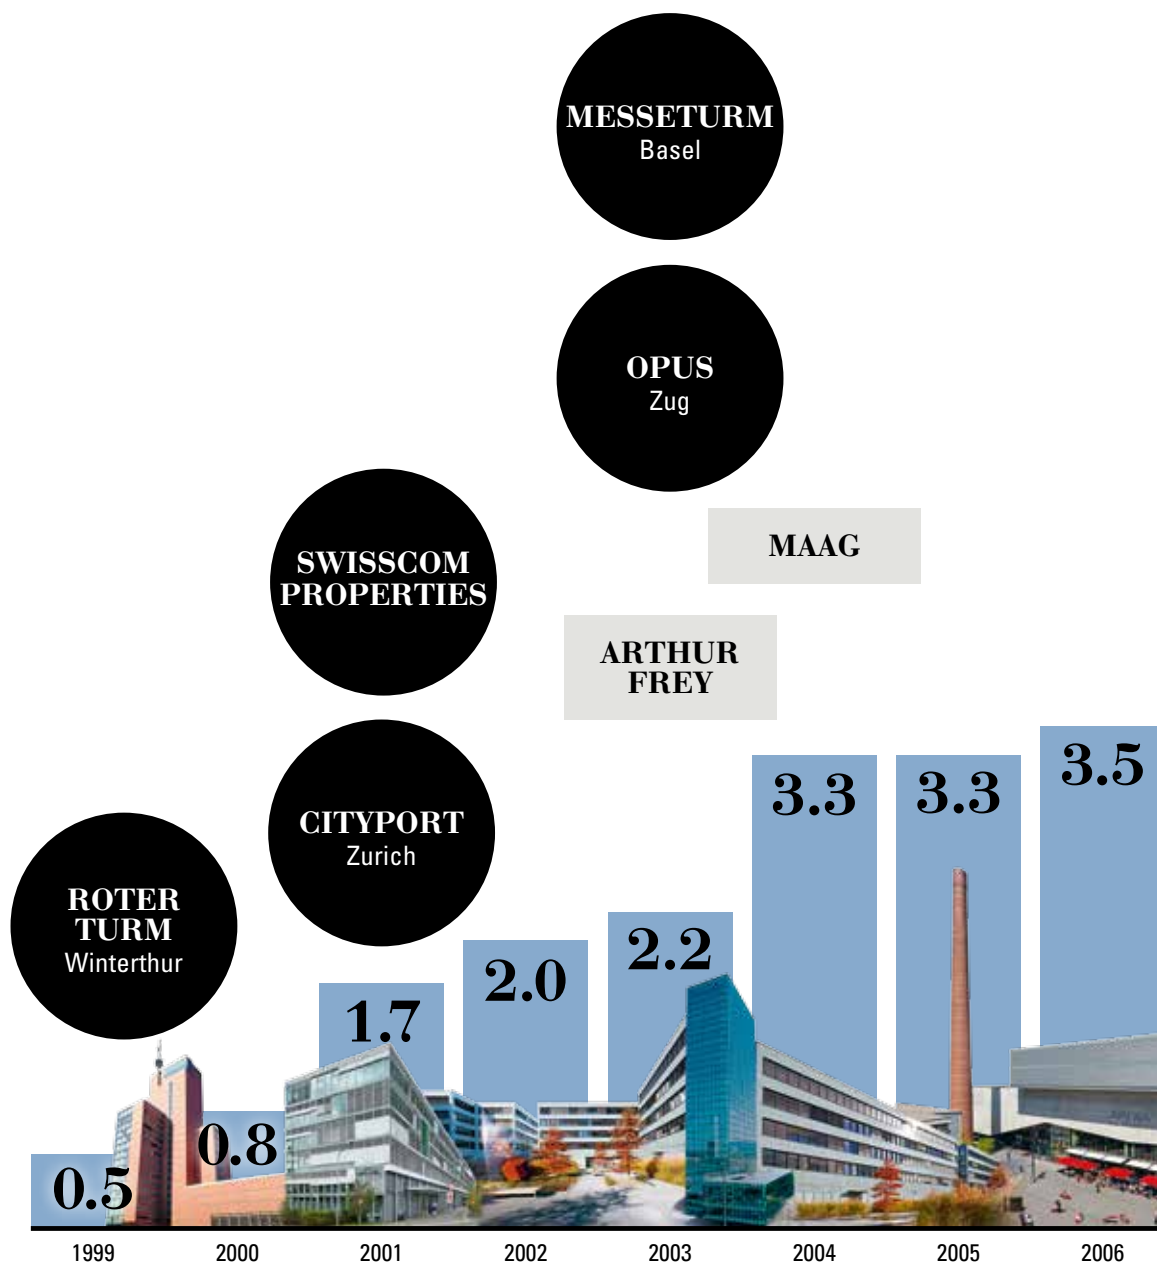 MESSETURM
Basel
OPUS
Zug
SWISSCOM
PROPERTIES
MAAG
ARTHUR
FREY
CITYPORT
Zurich
ROTER
TURM
Winterthur
0.5
0.8
1.7
2.0
2.2
3.3
3.3
3.5
1999
2000
2001
2002
2003
2004
2005
2006